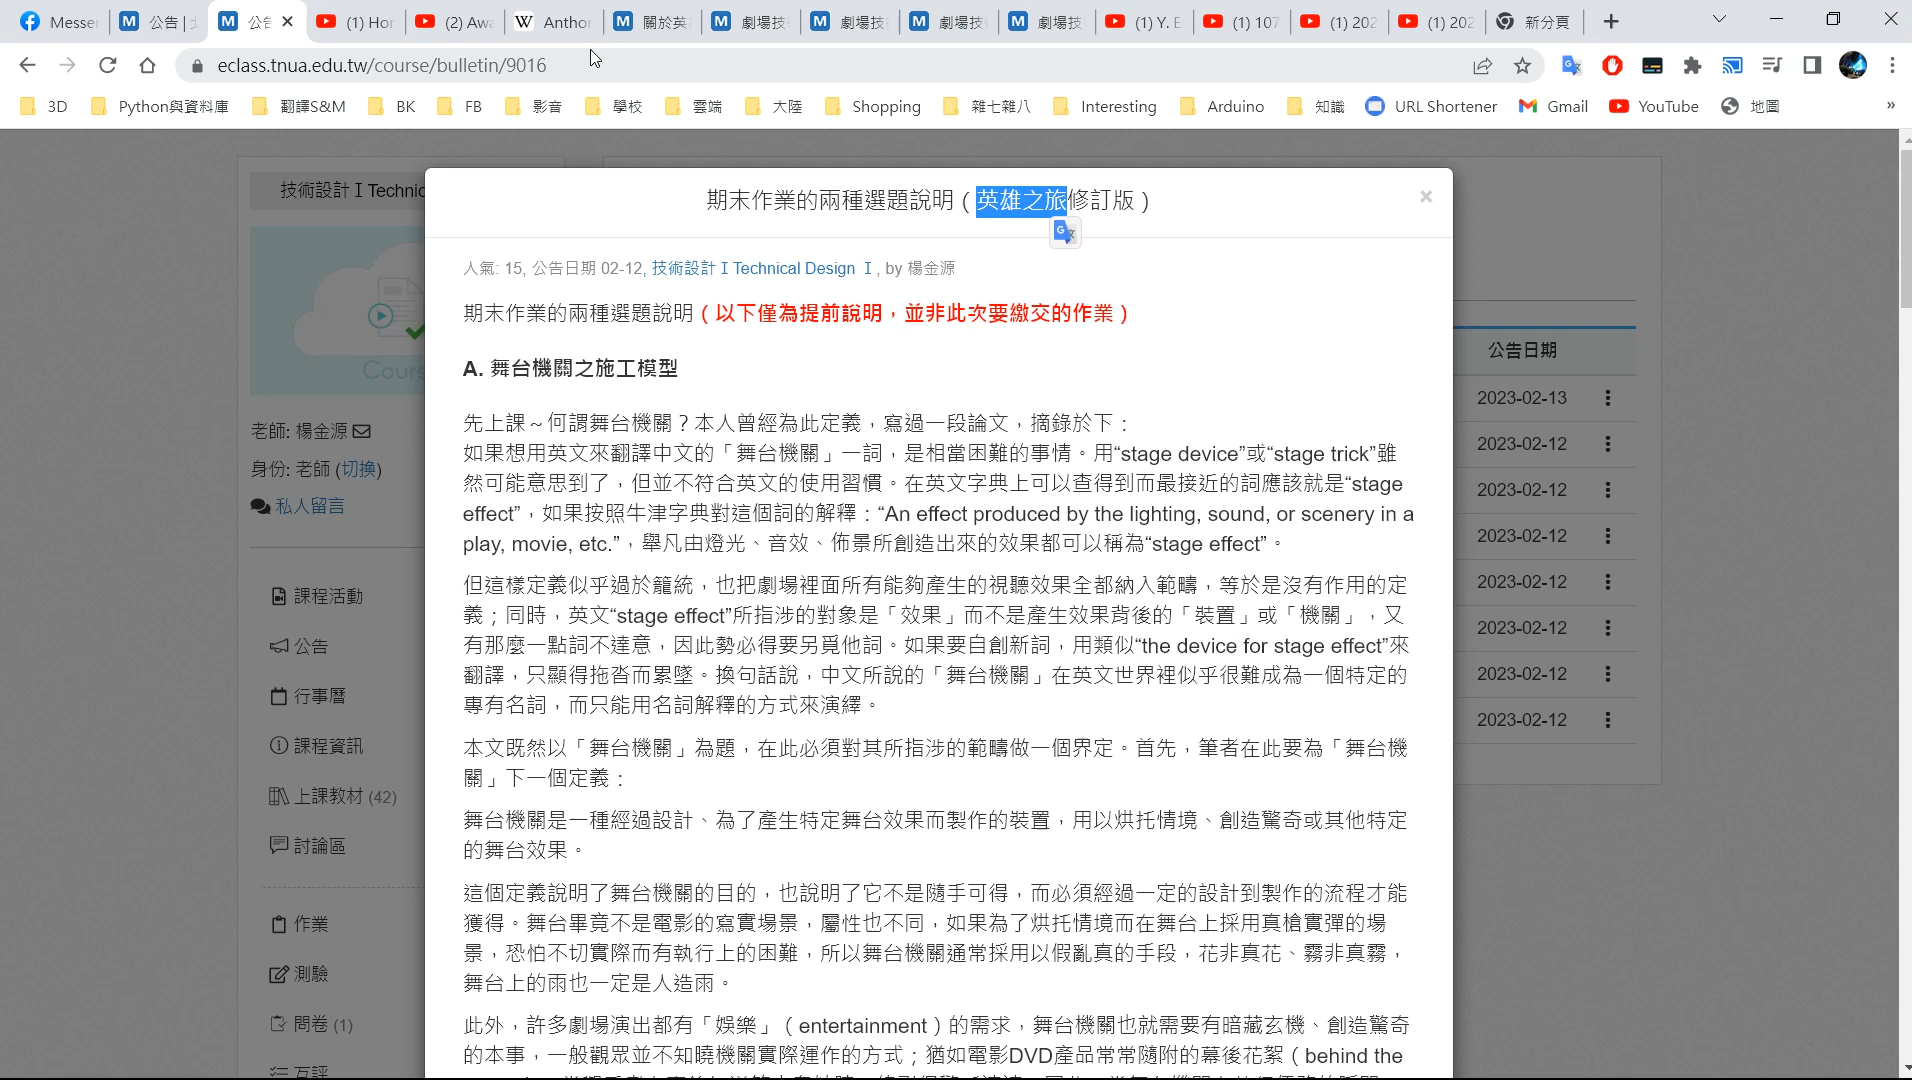 Messen
公告 | 北
公告
(1) Hor
(2) Awa
Anthor
關於英
劇場技
劇場技
劇場技
劇場技
(1) Y. E
(1) 107
(1) 202
(1) 202
新分頁
eclass.tnua.edu.tw/course/bulletin/9016
3D
Python與資料庫
翻譯S&M
BK
FB
影音
學校
雲端
大陸
Shopping
雜七雜八
Interesting
Arduino
知識
URL Shortener
Gmail
YouTube
地圖
»
技術設計 I Technic
Cours
老師: 楊金源
身份: 老師 (切換)
私人留言
課程活動
公告
行事曆
課程資訊
上課教材 (42)
討論區
作業
測驗
問卷 (1)
互評
期末作業的兩種選題說明（英雄之旅修訂版）
×
人氣: 15, 公告日期 02-12, 技術設計 I Technical Design I , by 楊金源
期末作業的兩種選題說明（以下僅為提前說明，並非此次要繳交的作業）
A. 舞台機關之施工模型
先上課～何謂舞台機關？本人曾經為此定義，寫過一段論文，摘錄於下：
如果想用英文來翻譯中文的「舞台機關」一詞，是相當困難的事情。用“stage device”或“stage trick”雖
然可能意思到了，但並不符合英文的使用習慣。在英文字典上可以查得到而最接近的詞應該就是“stage
effect”，如果按照牛津字典對這個詞的解釋：“An effect produced by the lighting, sound, or scenery in a
play, movie, etc.”，舉凡由燈光、音效、佈景所創造出來的效果都可以稱為“stage effect”。
但這樣定義似乎過於籠統，也把劇場裡面所有能夠產生的視聽效果全都納入範疇，等於是沒有作用的定
義；同時，英文“stage effect”所指涉的對象是「效果」而不是產生效果背後的「裝置」或「機關」，又
有那麼一點詞不達意，因此勢必得要另覓他詞。如果要自創新詞，用類似“the device for stage effect”來
翻譯，只顯得拖沓而累墜。換句話說，中文所說的「舞台機關」在英文世界裡似乎很難成為一個特定的
專有名詞，而只能用名詞解釋的方式來演繹。
本文既然以「舞台機關」為題，在此必須對其所指涉的範疇做一個界定。首先，筆者在此要為「舞台機
關」下一個定義：
舞台機關是一種經過設計、為了產生特定舞台效果而製作的裝置，用以烘托情境、創造驚奇或其他特定
的舞台效果。
這個定義說明了舞台機關的目的，也說明了它不是隨手可得，而必須經過一定的設計到製作的流程才能
獲得。舞台畢竟不是電影的寫實場景，屬性也不同，如果為了烘托情境而在舞台上採用真槍實彈的場
景，恐怕不切實際而有執行上的困難，所以舞台機關通常採用以假亂真的手段，花非真花、霧非真霧，
舞台上的雨也一定是人造雨。
此外，許多劇場演出都有「娛樂」（entertainment）的需求，舞台機關也就需要有暗藏玄機、創造驚奇
的本事，一般觀眾並不知曉機關實際運作的方式；猶如電影DVD產品常常隨附的幕後花絮（behind the
公告日期
2023-02-13
2023-02-12
2023-02-12
2023-02-12
2023-02-12
2023-02-12
2023-02-12
2023-02-12